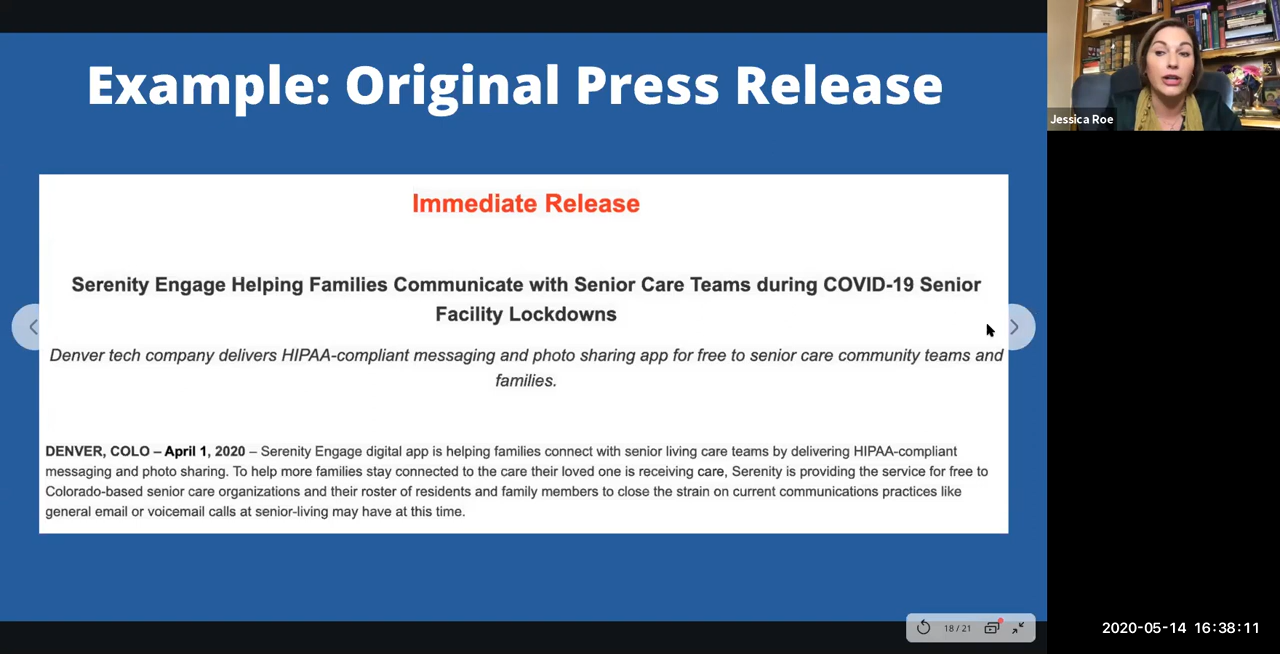 Example: Original Press Release
Immediate Release
Serenity Engage Helping Families Communicate with Senior Care Teams during COVID-19 Senior
Facility Lockdowns
Denver tech company delivers HIPAA-compliant messaging and photo sharing app for free to senior care community teams and
families.
DENVER, COLO – April 1, 2020 – Serenity Engage digital app is helping families connect with senior living care teams by delivering HIPAA-compliant
messaging and photo sharing. To help more families stay connected to the care their loved one is receiving care, Serenity is providing the service for free to
Colorado-based senior care organizations and their roster of residents and family members to close the strain on current communications practices like
general email or voicemail calls at senior-living may have at this time.
Jessica Roe
18 / 21
2020-05-14 16:38:11